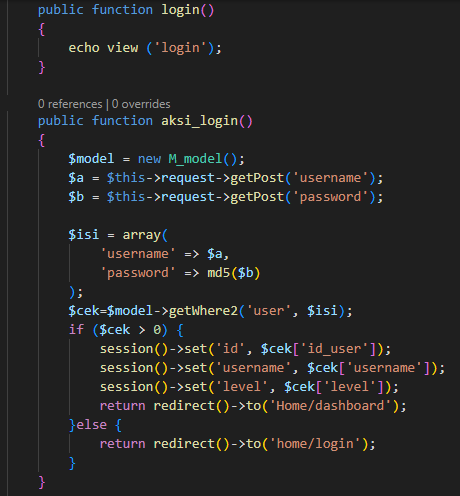 public function login()
{
    echo view ('login');
}
0 references | 0 overrides
public function aksi_login()
{
    $model = new M_model();
    $a = $this->request->getPost('username');
    $b = $this->request->getPost('password');
    $isi = array(
        'username' => $a,
        'password' => md5($b)
    );
    $cek=$model->getWhere2('user', $isi);
    if ($cek > 0) {
        session()->set('id', $cek['id_user']);
        session()->set('username', $cek['username']);
        session()->set('level', $cek['level']);
        return redirect()->to('Home/dashboard');
    }else {
        return redirect()->to('home/login');
    }
}